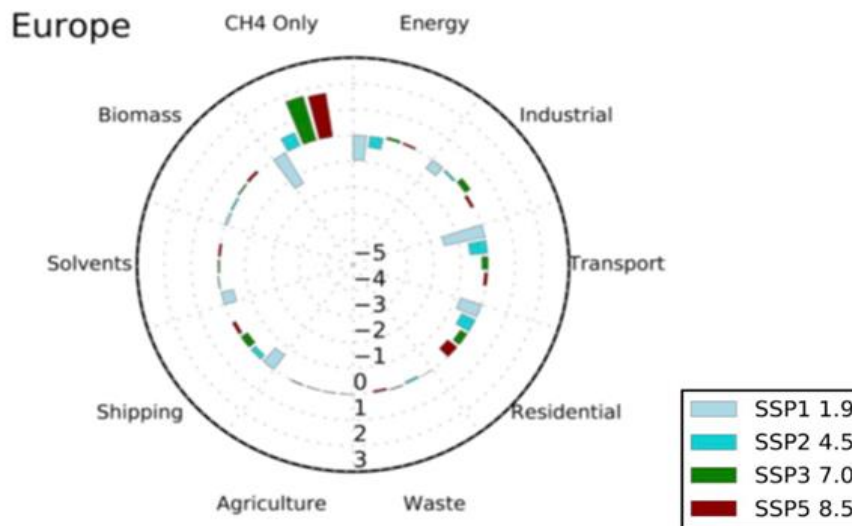 Europe
CH4 Only
Energy
Biomass
Industrial
Solvents
Transport
Shipping
Residential
Agriculture
Waste
−5
−4
−3
−2
−1
0
1
2
3
SSP1 1.9
SSP2 4.5
SSP3 7.0
SSP5 8.5